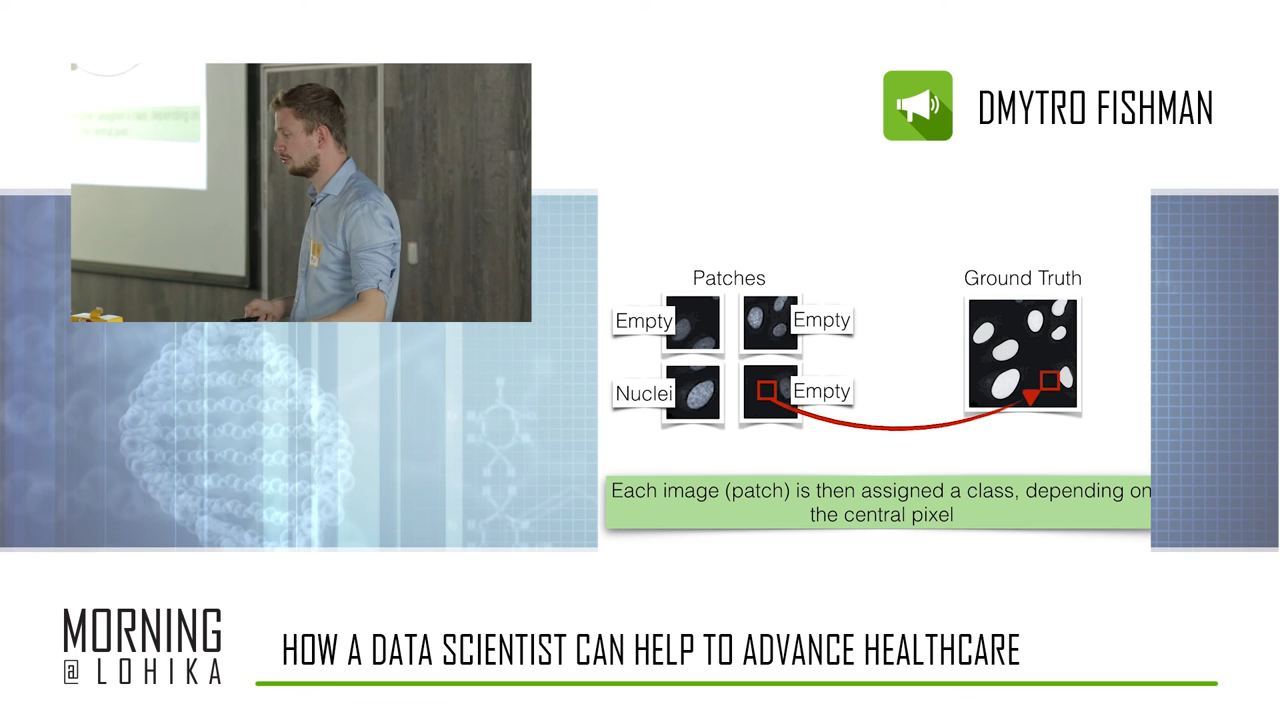 DMYTRO FISHMAN
Patches
Ground Truth
Empty
Empty
Nuclei
Empty
Each image (patch) is then assigned a class, depending on
the central pixel
MORNING
@ LOHIKA
HOW A DATA SCIENTIST CAN HELP TO ADVANCE HEALTHCARE